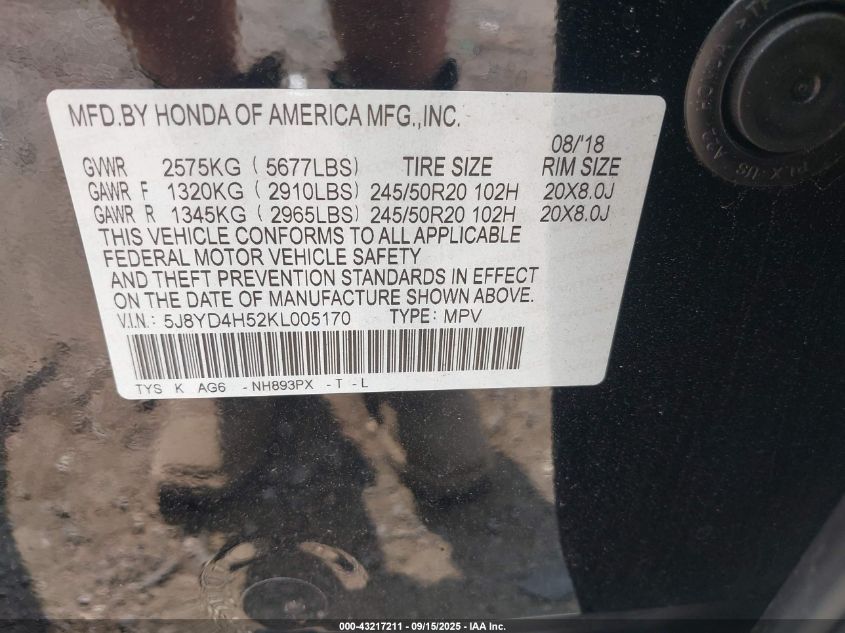 MFD.BY HONDA OF AMERICA MFG.,INC.
08/'18
GVWR 2575KG (5677LBS) TIRE SIZE RIM SIZE
GAWR F 1320KG (2910LBS) 245/50R20 102H 20X8.0J
GAWR R 1345KG (2965LBS) 245/50R20 102H 20X8.0J
THIS VEHICLE CONFORMS TO ALL APPLICABLE
FEDERAL MOTOR VEHICLE SAFETY
AND THEFT PREVENTION STANDARDS IN EFFECT
ON THE DATE OF MANUFACTURE SHOWN ABOVE.
V.I.N.: 5J8YD4H52KL005170 TYPE: MPV
TYS K AG6 -NH893PX -T -L
A22 HONDA
000-43217211 - 09/15/2025 - IAA Inc.